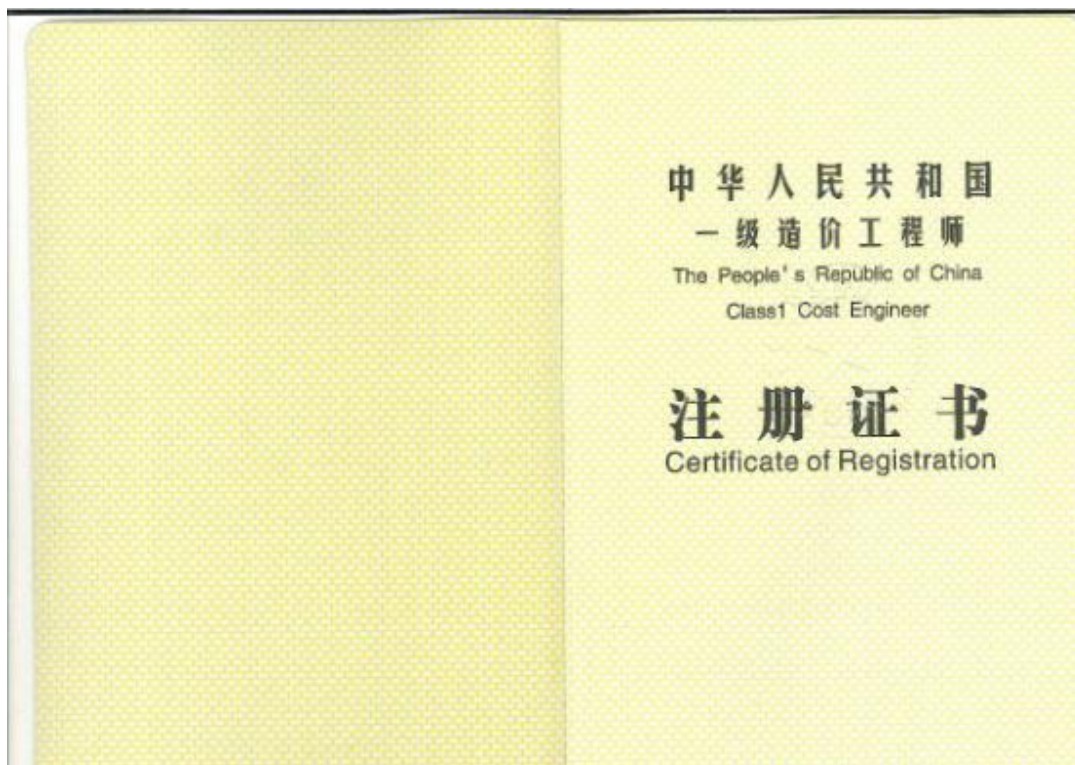 中华人民共和国
一级造价工程师
The People's Republic of China
Class1 Cost Engineer
注册证书
Certificate of Registration